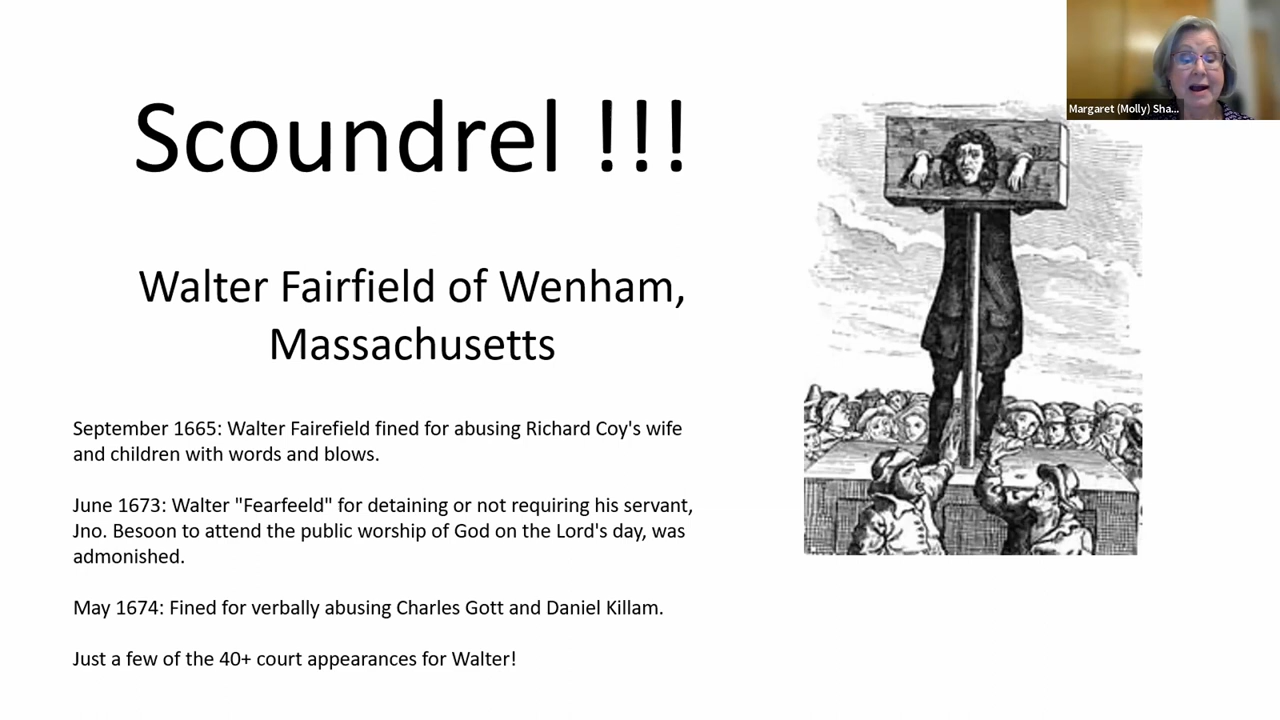 Scoundrel !!!
Margaret (Molly) Sha...
Walter Fairfield of Wenham,
Massachusetts
September 1665: Walter Fairefield fined for abusing Richard Coy's wife
and children with words and blows.
June 1673: Walter "Fearfeeld" for detaining or not requiring his servant,
Jno. Besoon to attend the public worship of God on the Lord's day, was
admonished.
May 1674: Fined for verbally abusing Charles Gott and Daniel Killam.
Just a few of the 40+ court appearances for Walter!